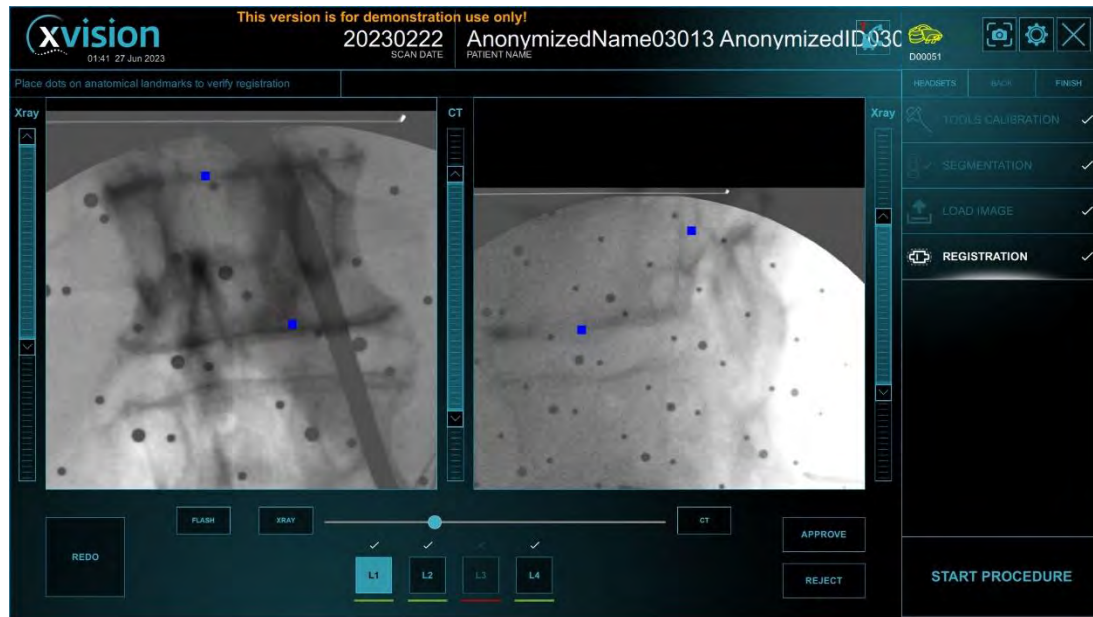 This version is for demonstration use only!
xvision
01:41 27 Jun 2023
20230222
SCAN DATE
AnonymizedName03013 AnonymizedID030
PATIENT NAME
D00051
Place dots on anatomical landmarks to verify registration
HEADSETS
BACK
FINISH
Xray
CT
Xray
TOOLS CALIBRATION
SEGMENTATION
LOAD IMAGE
REGISTRATION
FLASH
XRAY
CT
REDO
APPROVE
L1
L2
L3
L4
REJECT
START PROCEDURE